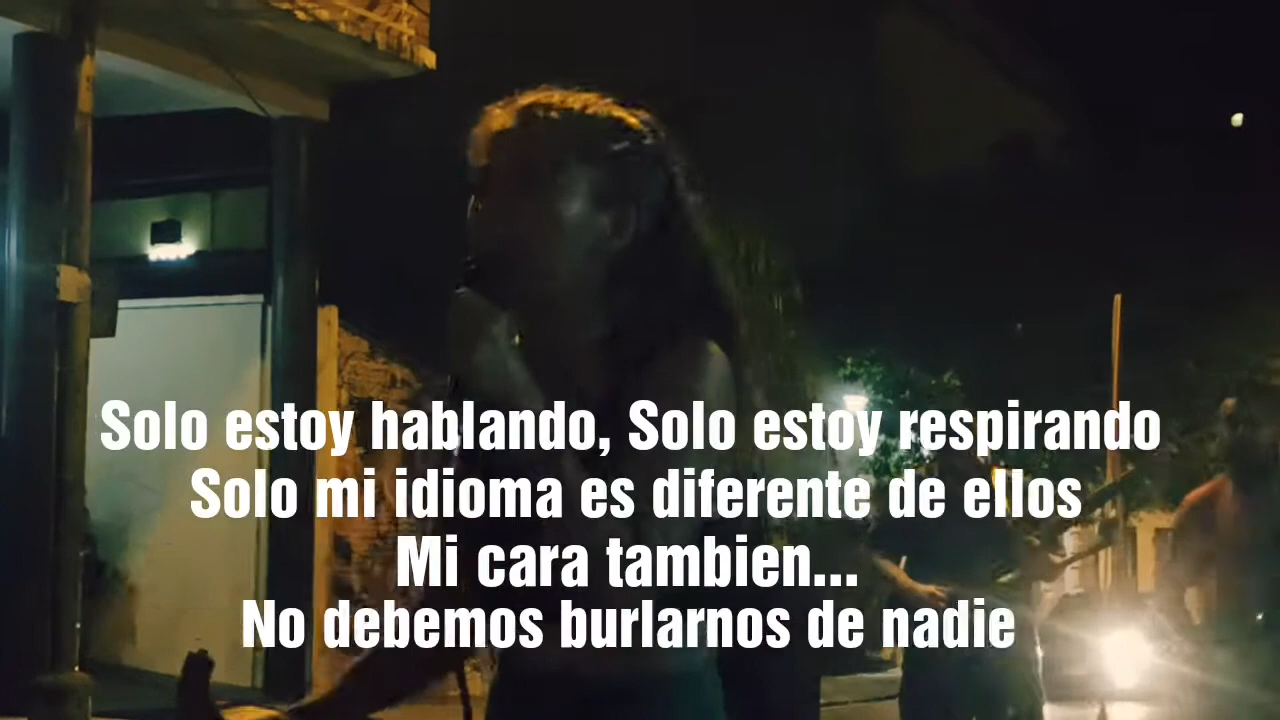 Solo estoy hablando, Solo estoy respirando
Solo mi idioma es diferente de ellos
Mi cara tambien...
No debemos burlarnos de nadie